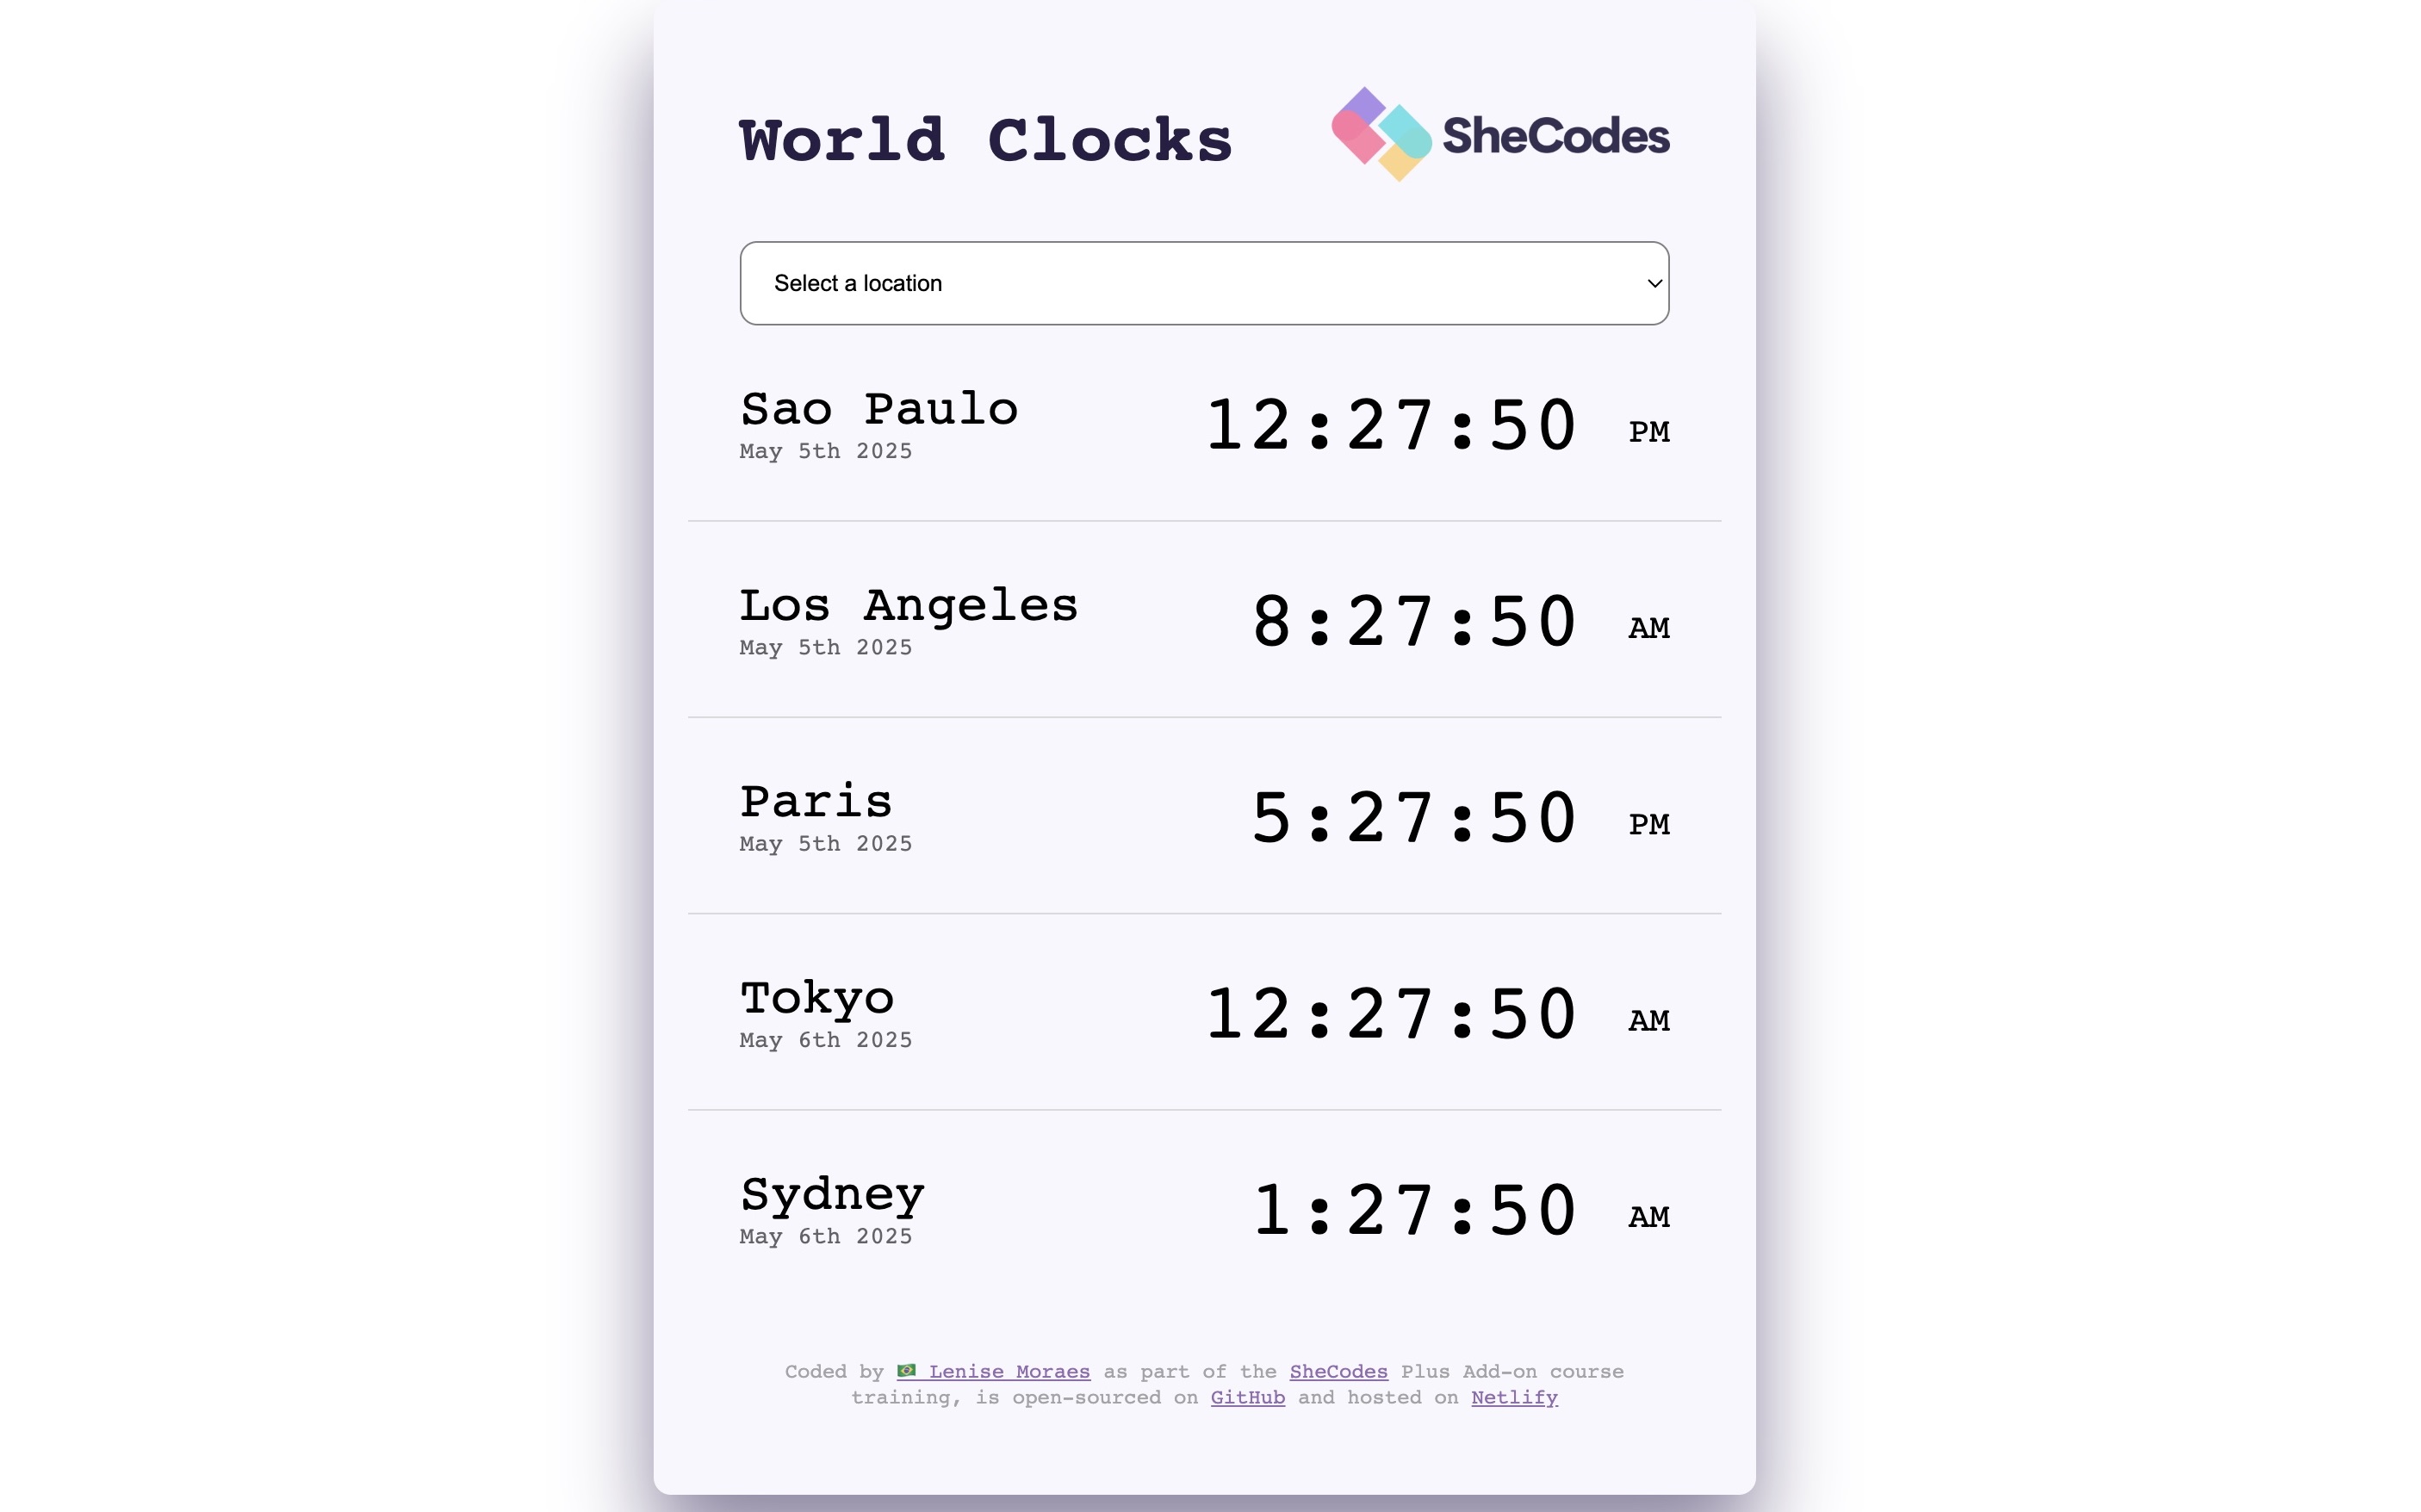 World Clocks
SheCodes
Select a location
Sao Paulo
12:27:50 PM
May 5th 2025
Los Angeles
8:27:50 AM
May 5th 2025
Paris
5:27:50 PM
May 5th 2025
Tokyo
12:27:50 AM
May 6th 2025
Sydney
1:27:50 AM
May 6th 2025
Coded by 🇧🇷 Lenise Moraes as part of the SheCodes Plus Add-on course
training, is open-sourced on GitHub and hosted on Netlify